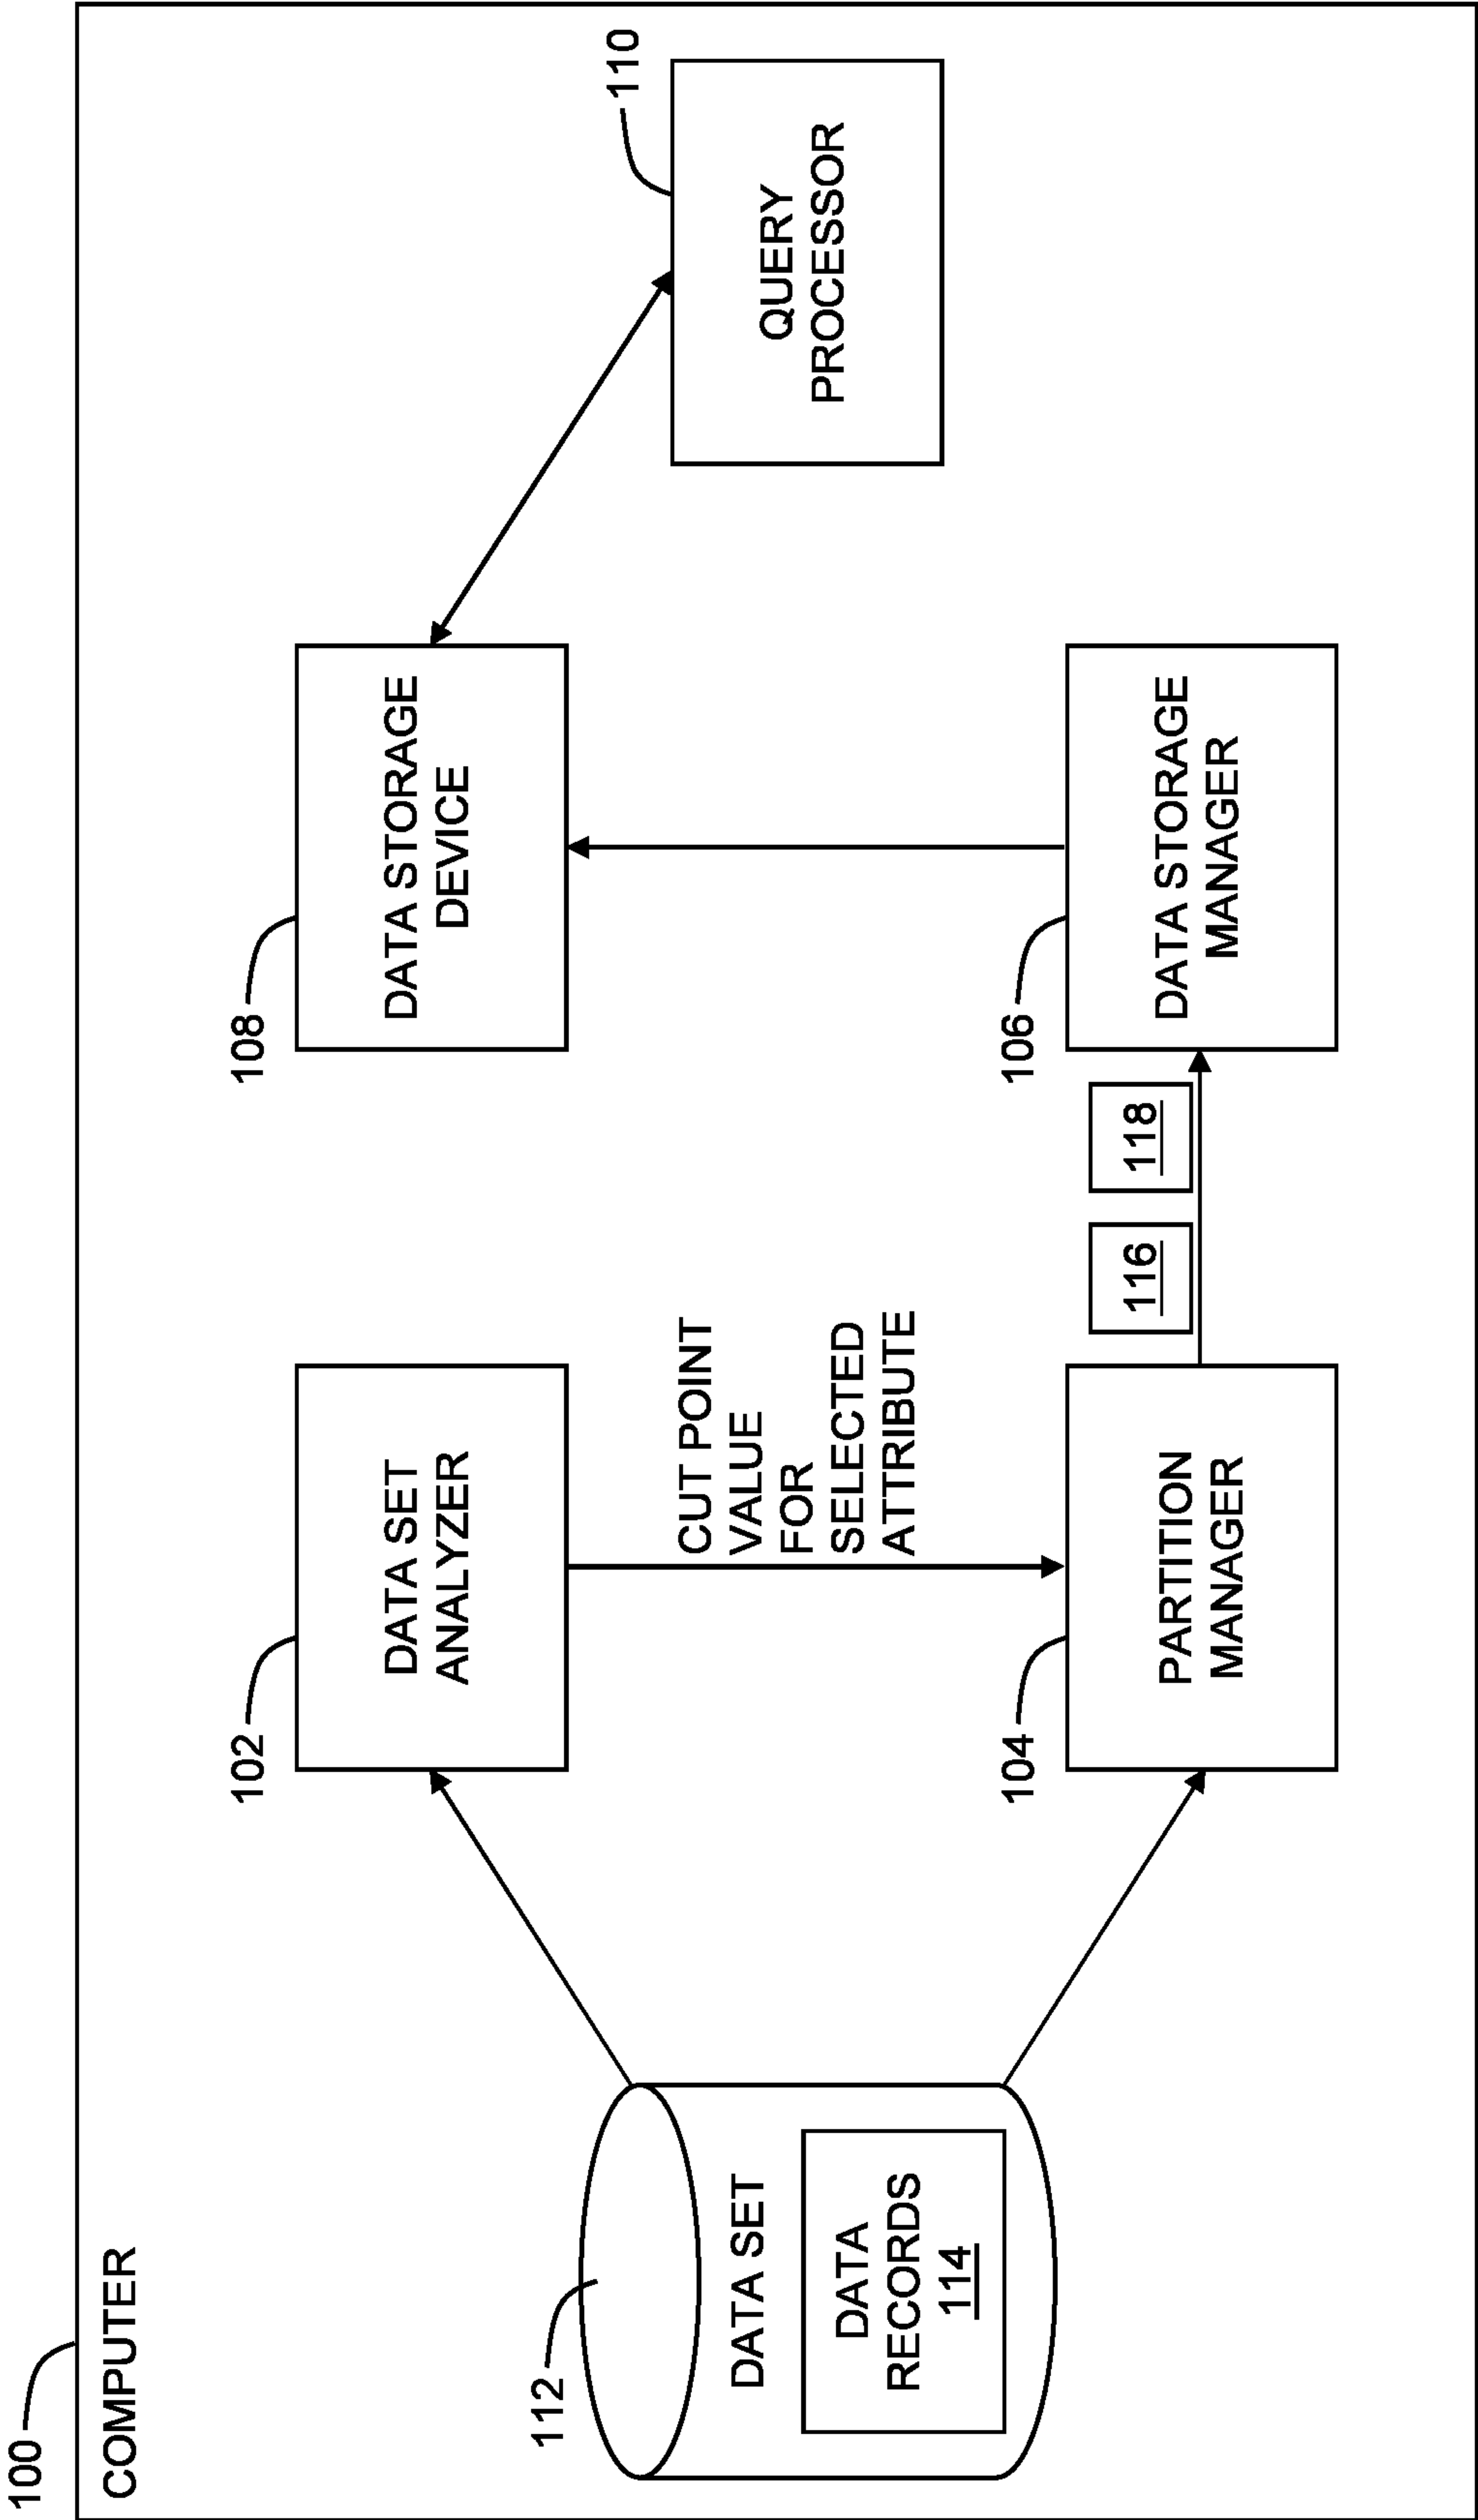 100
COMPUTER
112
DATA SET
DATA
RECORDS
114
102
DATA SET
ANALYZER
CUT POINT
VALUE
FOR
SELECTED
ATTRIBUTE
104
PARTITION
MANAGER
116
118
108
DATA STORAGE
DEVICE
106
DATA STORAGE
MANAGER
110
QUERY
PROCESSOR